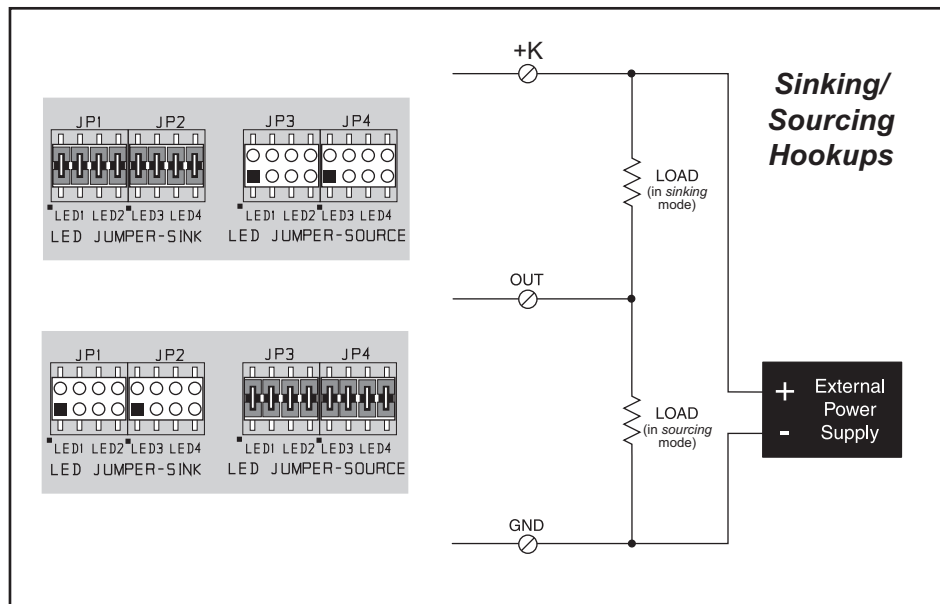 Sinking/
Sourcing
Hookups
JP1 JP2 JP3 JP4
LED1 LED2 LED3 LED4 LED1 LED2 LED3 LED4
LED JUMPER-SINK LED JUMPER-SOURCE
JP1 JP2 JP3 JP4
LED1 LED2 LED3 LED4 LED1 LED2 LED3 LED4
LED JUMPER-SINK LED JUMPER-SOURCE
+K
LOAD
(in sinking
mode)
OUT
LOAD
(in sourcing
mode)
GND
+ External
Power
- Supply